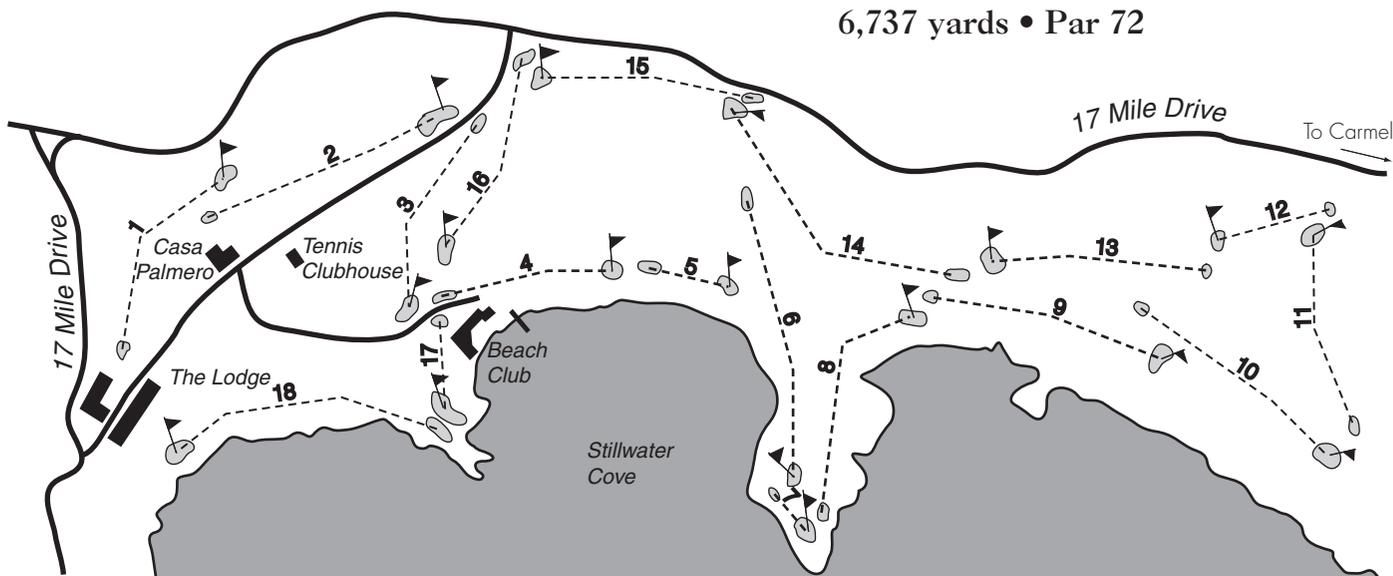 6,737 yards • Par 72
15
17 Mile Drive
To Carmel
2
16
3
1
12
Casa
Palmero
Tennis
Clubhouse
17 Mile Drive
4
5
14
13
6
9
11
17
Beach
Club
8
10
The Lodge
18
Stillwater
Cove
7